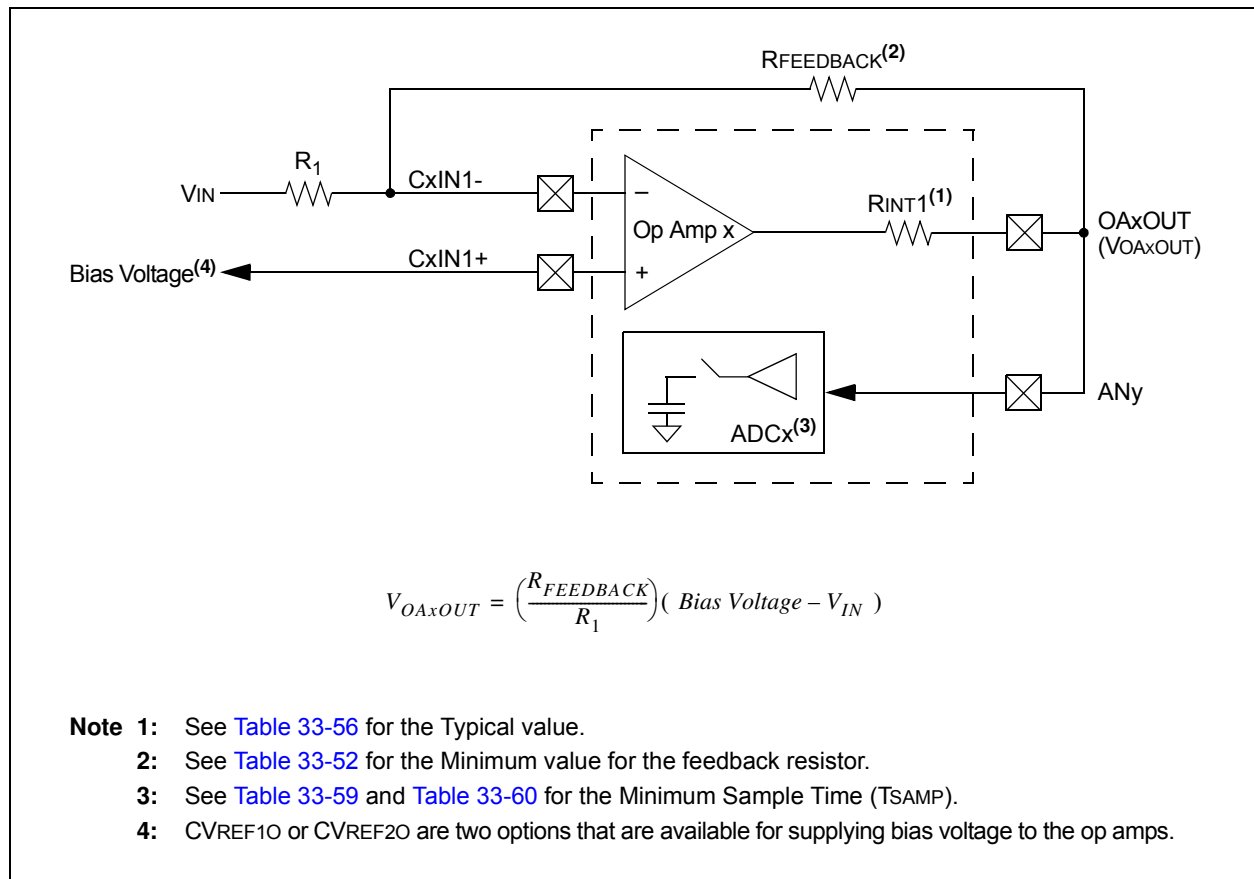 RFEEDBACK(2)
R1
VIN
CxIN1-
–
Op Amp x
RINT1(1)
OAxOUT
(VOAxOUT)
Bias Voltage(4)
CxIN1+
+
ADCx(3)
ANy
VOAxOUT = (RFEEDBACK / R1) ( Bias Voltage – VIN )
Note 1: See Table 33-56 for the Typical value.
2: See Table 33-52 for the Minimum value for the feedback resistor.
3: See Table 33-59 and Table 33-60 for the Minimum Sample Time (TSAMP).
4: CVREF1O or CVREF2O are two options that are available for supplying bias voltage to the op amps.